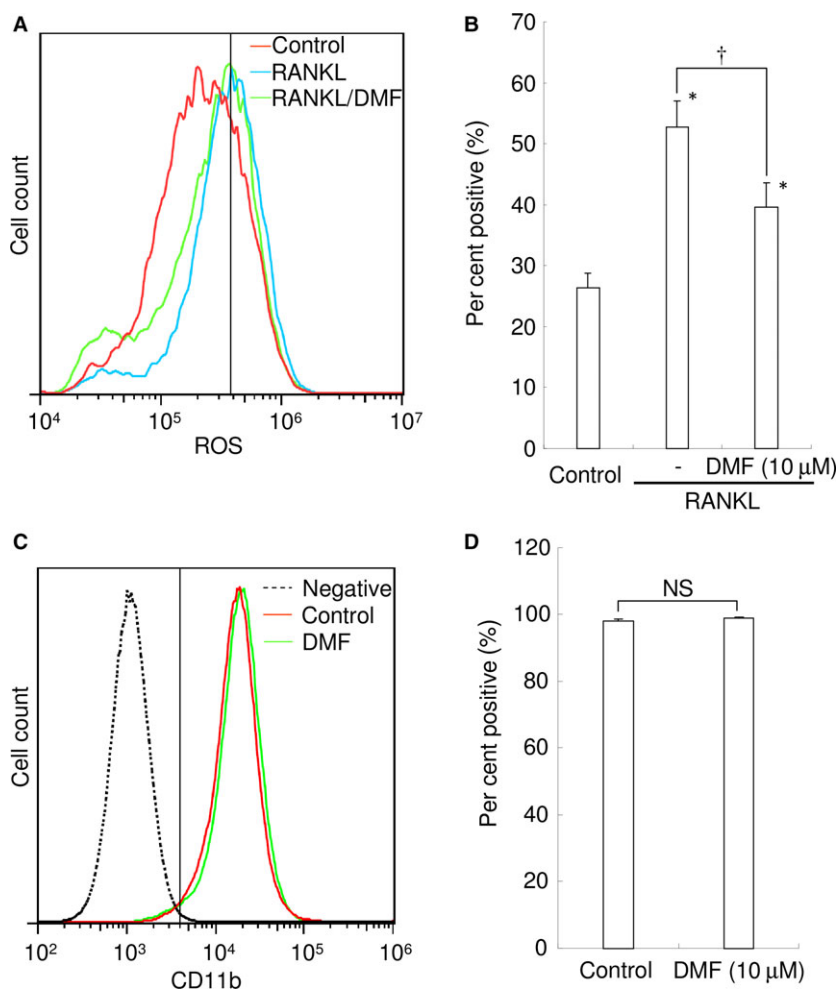 A
Control
RANKL
RANKL/DMF
Cell count
10⁴ 10⁵ 10⁶ 10⁷
ROS
B
Per cent positive (%)
70
60
50
40
30
20
10
0
†
*
*
Control - DMF (10 μM)
RANKL
C
Negative
Control
DMF
Cell count
10² 10³ 10⁴ 10⁵ 10⁶
CD11b
D
Per cent positive (%)
120
100
80
60
40
20
0
NS
Control DMF (10 μM)